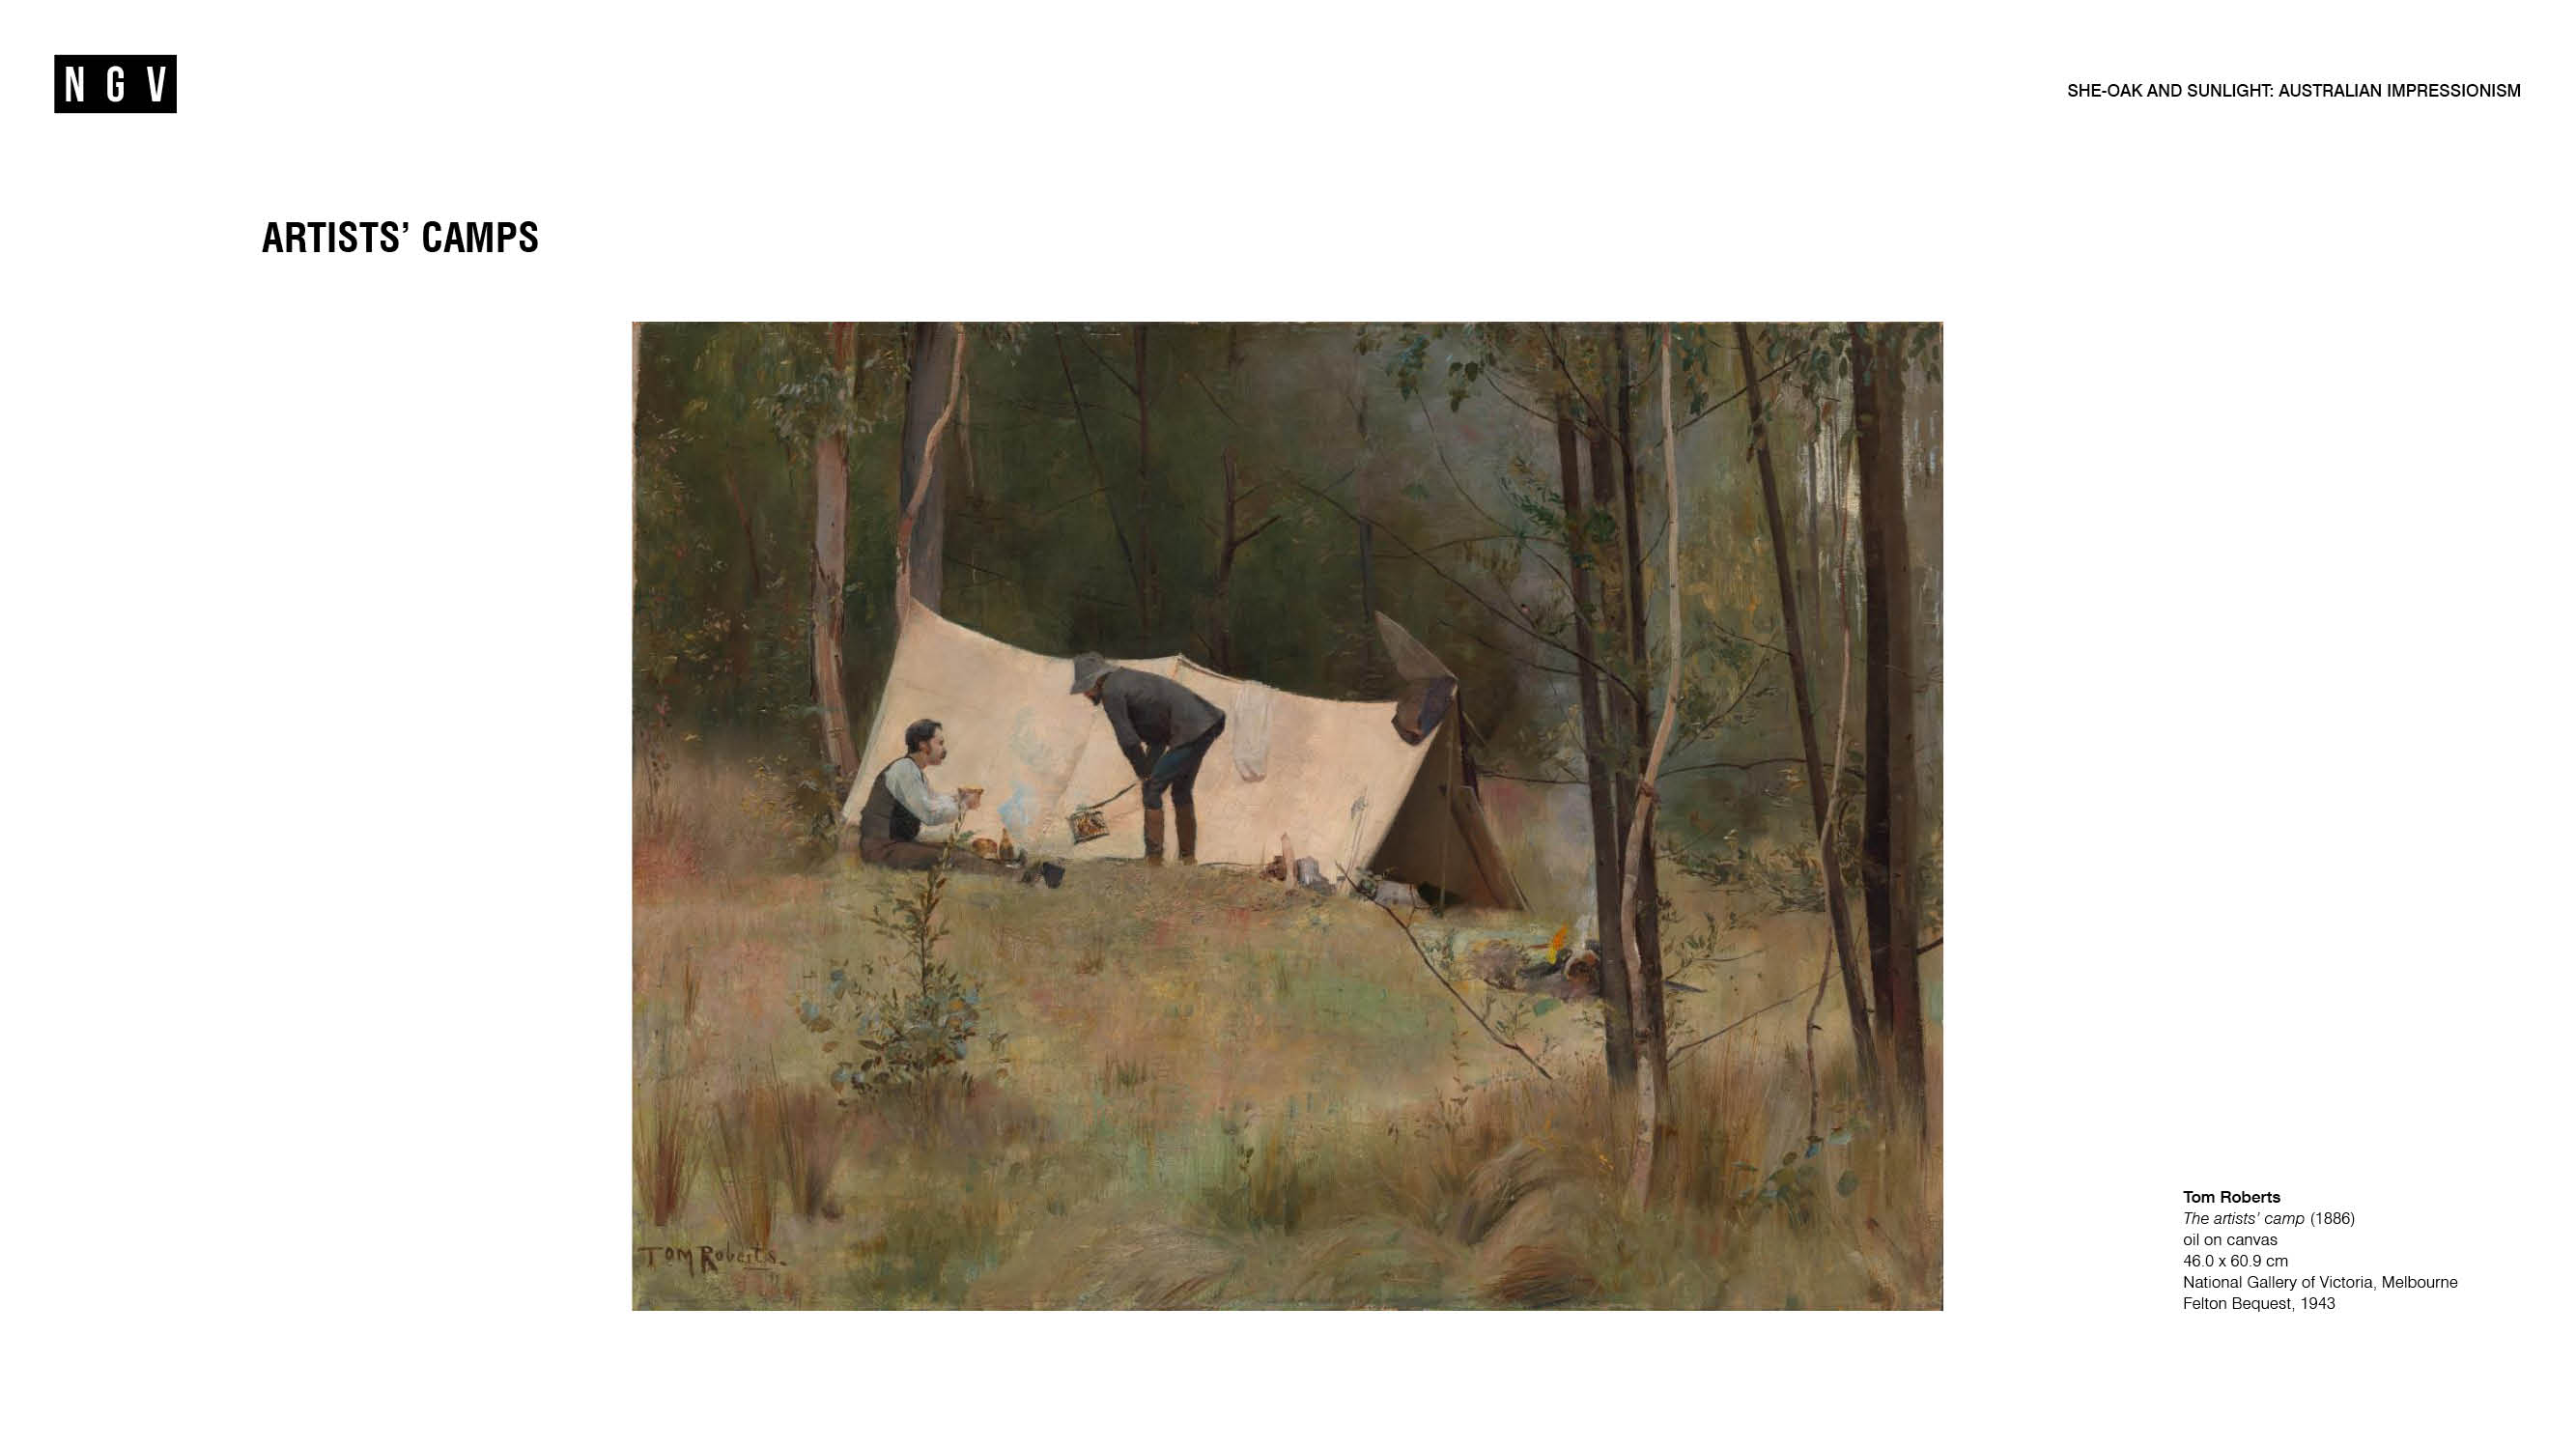 NGV
SHE-OAK AND SUNLIGHT: AUSTRALIAN IMPRESSIONISM
ARTISTS’ CAMPS
TOM Roberts.
Tom Roberts
The artists’ camp (1886)
oil on canvas
46.0 x 60.9 cm
National Gallery of Victoria, Melbourne
Felton Bequest, 1943